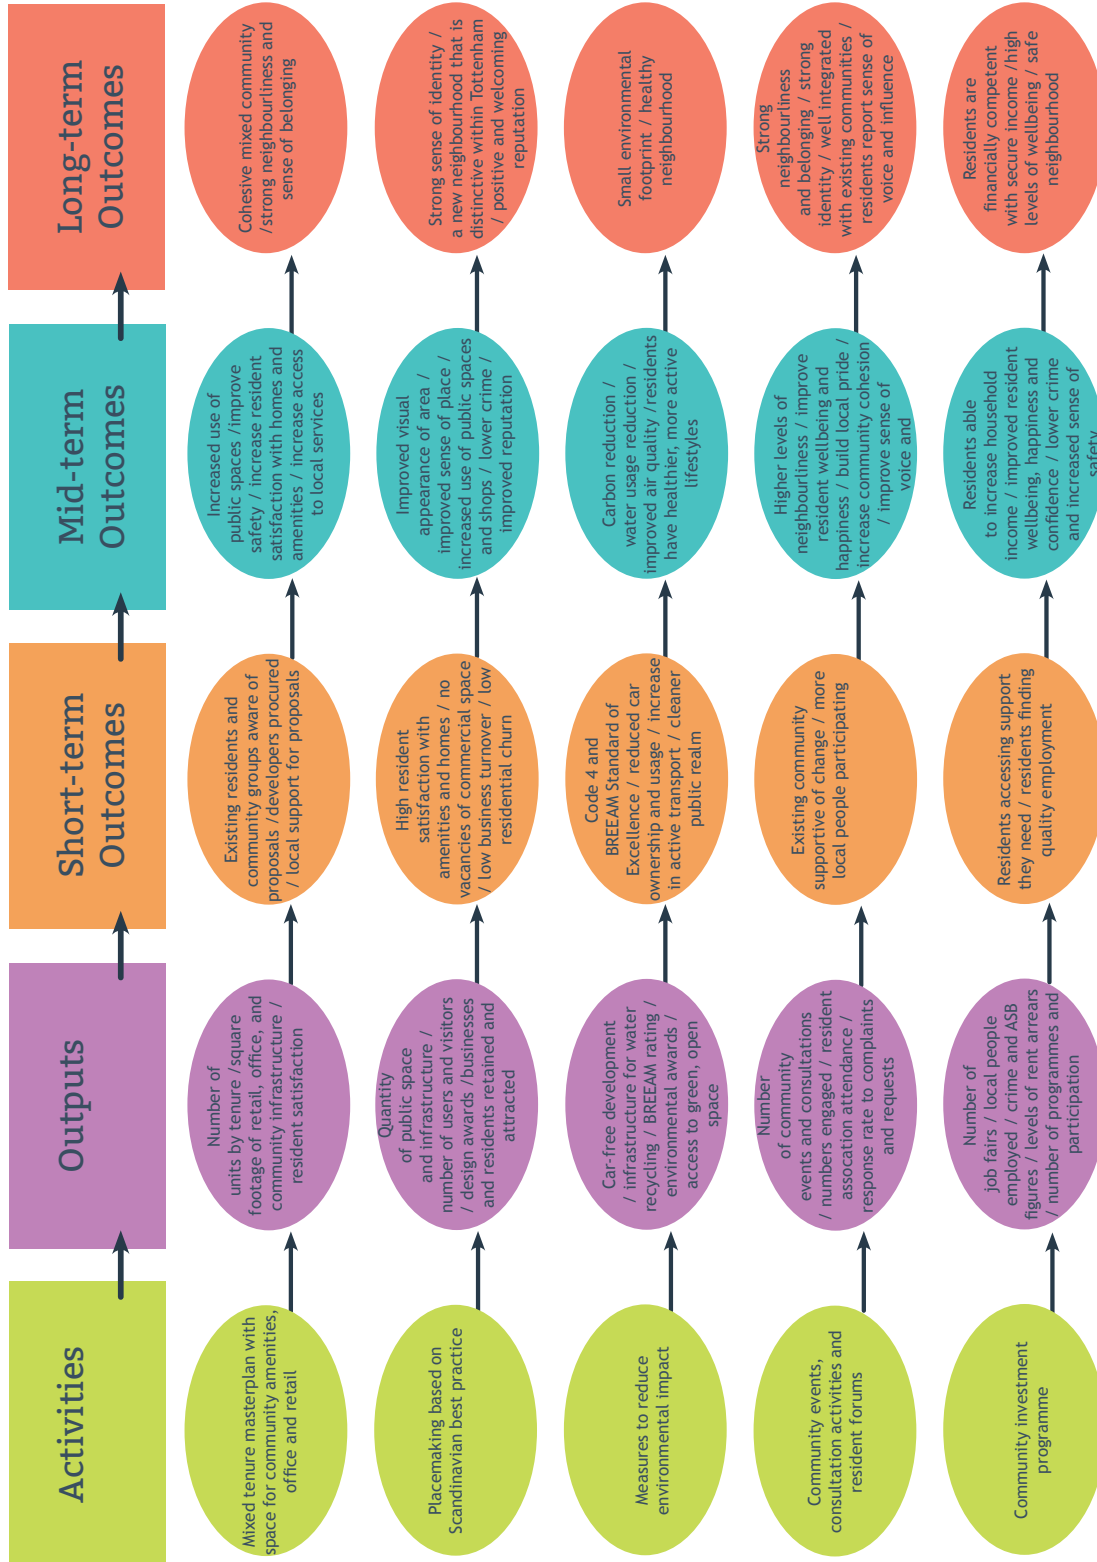 Activities
Outputs
Short-term
Outcomes
Mid-term
Outcomes
Long-term
Outcomes
Mixed tenure masterplan with
space for community amenities,
office and retail
Number of
units by tenure /square
footage of retail, office, and
community infrastructure /
resident satisfaction
Existing residents and
community groups aware of
proposals /developers procured
/ local support for proposals
Increased use of
public spaces /improve
safety / increase resident
satisfaction with homes and
amenities / increase access
to local services
Cohesive mixed community
/strong neighbourliness and
sense of belonging
Placemaking based on
Scandinavian best practice
Quantity
of public space
and infrastructure /
number of users and visitors
/ design awards /businesses
and residents retained and
attracted
High resident
satisfaction with
amenities and homes / no
vacancies of commercial space
/ low business turnover / low
residential churn
Improved visual
appearance of area /
improved sense of place /
increased use of public spaces
and shops / lower crime /
improved reputation
Strong sense of identity /
a new neighbourhood that is
distinctive within Tottenham
/ positive and welcoming
reputation
Measures to reduce
environmental impact
Car-free development
/ infrastructure for water
recycling / BREEAM rating /
environmental awards /
access to green, open
space
Code 4 and
BREEAM Standard of
Excellence / reduced car
ownership and usage / increase
in active transport / cleaner
public realm
Carbon reduction /
water usage reduction /
improved air quality /residents
have healthier, more active
lifestyles
Small environmental
footprint / healthy
neighbourhood
Community events,
consultation activities and
resident forums
Number
of community
events and consultations
/ numbers engaged / resident
assocation attendance /
response rate to complaints
and requests
Existing community
supportive of change / more
local people participating
Higher levels of
neighbourliness / improve
resident wellbeing and
happiness / build local pride /
increase community cohesion
/ improve sense of
voice and
Strong
neighbourliness
and belonging / strong
identity / well integrated
with existing communities /
residents report sense of
voice and influence
Community investment
programme
Number of
job fairs / local people
employed / crime and ASB
figures / levels of rent arrears
/ number of programmes and
participation
Residents accessing support
they need / residents finding
quality employment
Residents able
to increase household
income / improved resident
wellbeing, happiness and
confidence / lower crime
and increased sense of
safety
Residents are
financially competent
with secure income /high
levels of wellbeing / safe
neighbourhood